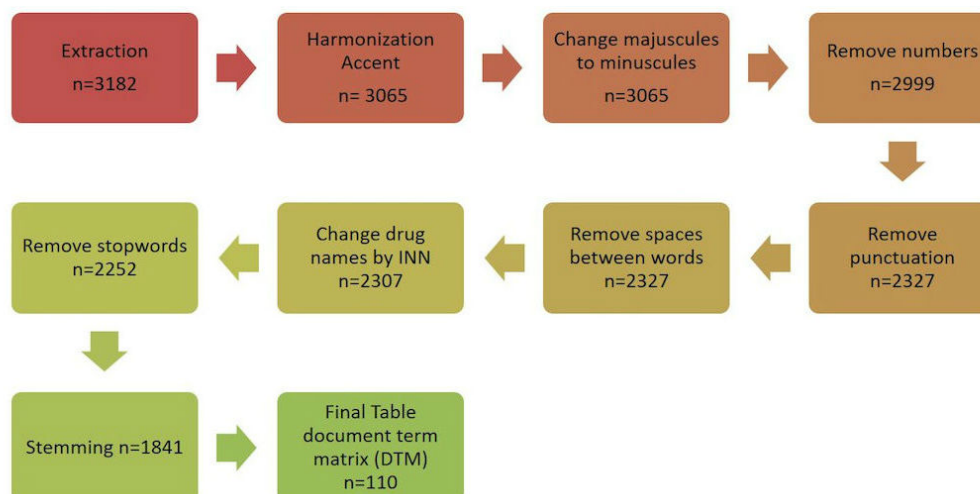 Extraction
n=3182
Harmonization
Accent
n= 3065
Change majuscules
to minuscules
n=3065
Remove numbers
n=2999
Remove
punctuation
n=2327
Remove spaces
between words
n=2327
Change drug
names by INN
n=2307
Remove stopwords
n=2252
Stemming n=1841
Final Table
document term
matrix (DTM)
n=110